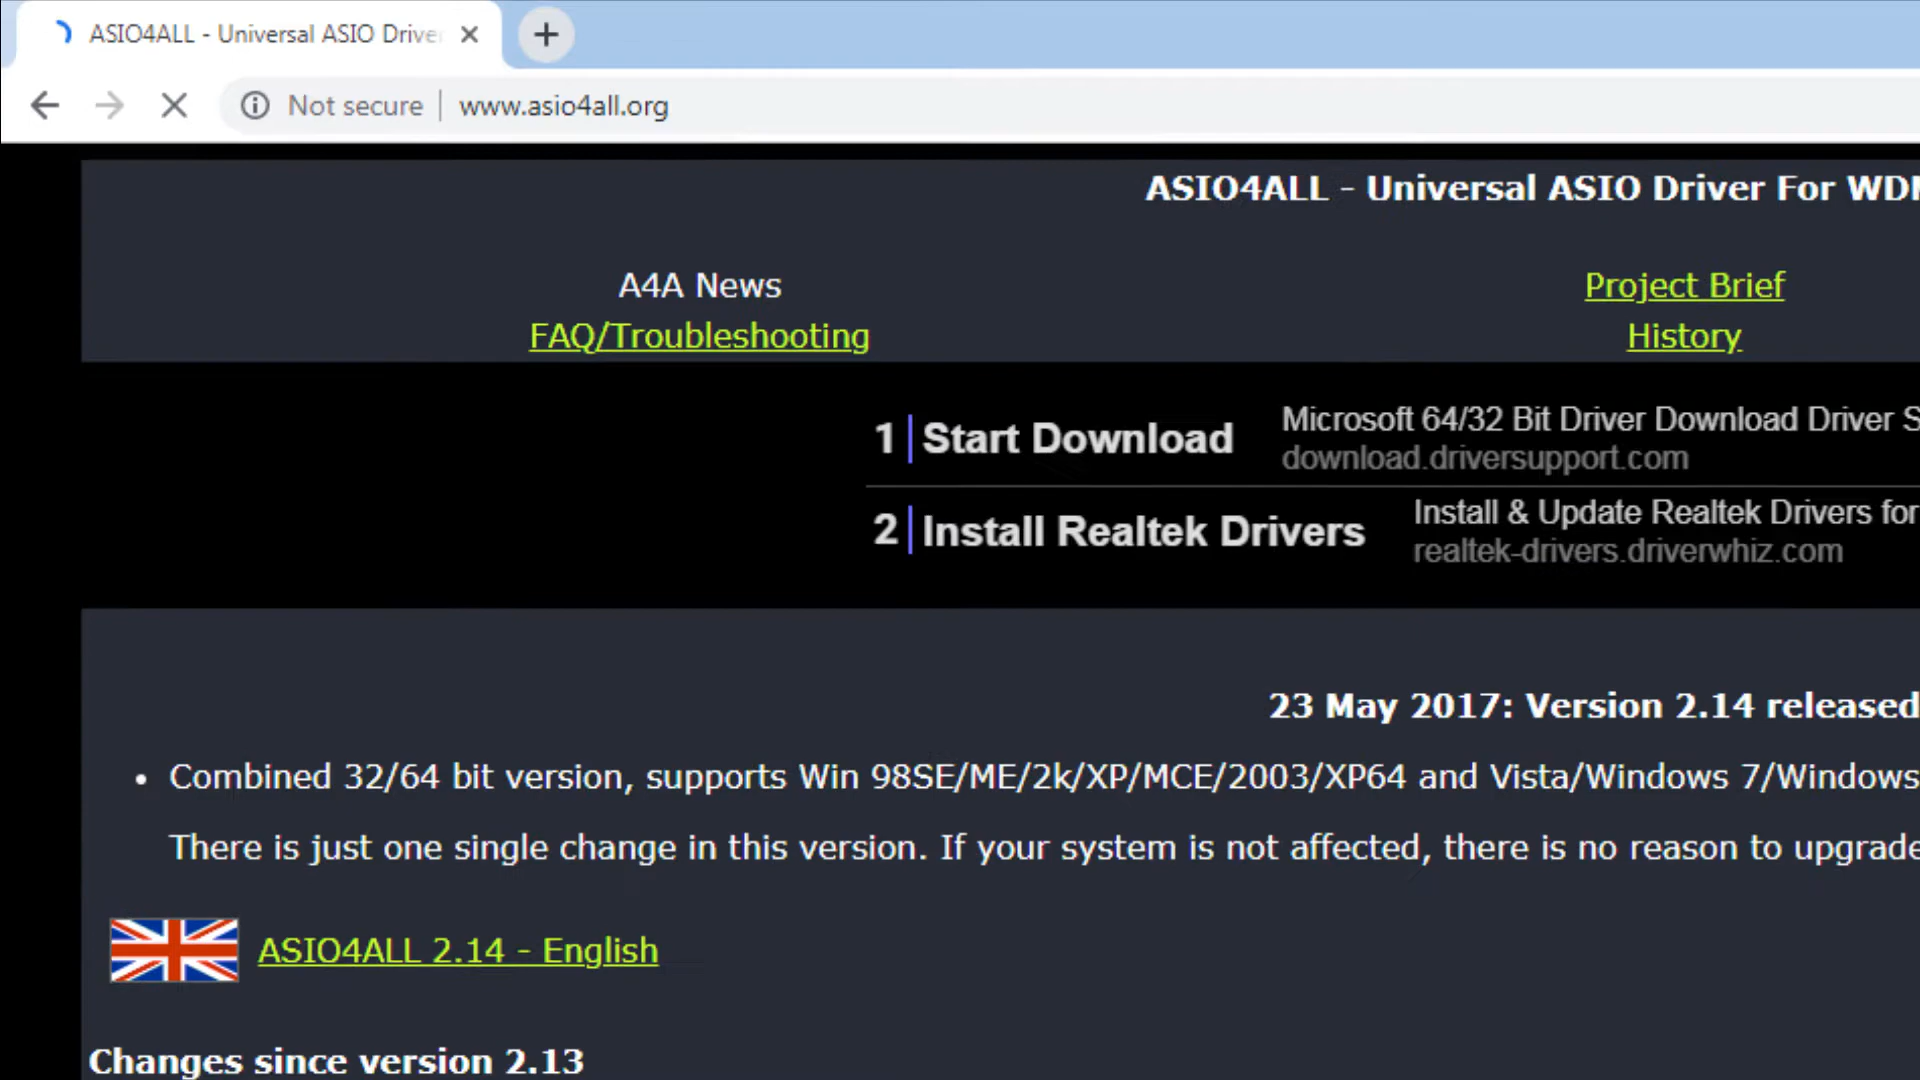 ASIO4ALL - Universal ASIO Drive
Not secure www.asio4all.org
ASIO4ALL - Universal ASIO Driver For WDM
A4A News Project Brief
FAQ/Troubleshooting History
1 Start Download Microsoft 64/32 Bit Driver Download Driver S
download.driversupport.com
2 Install Realtek Drivers Install & Update Realtek Drivers for
realtek-drivers.driverwhiz.com
23 May 2017: Version 2.14 released
Combined 32/64 bit version, supports Win 98SE/ME/2k/XP/MCE/2003/XP64 and Vista/Windows 7/Windows
There is just one single change in this version. If your system is not affected, there is no reason to upgrade
ASIO4ALL 2.14 - English
Changes since version 2.13